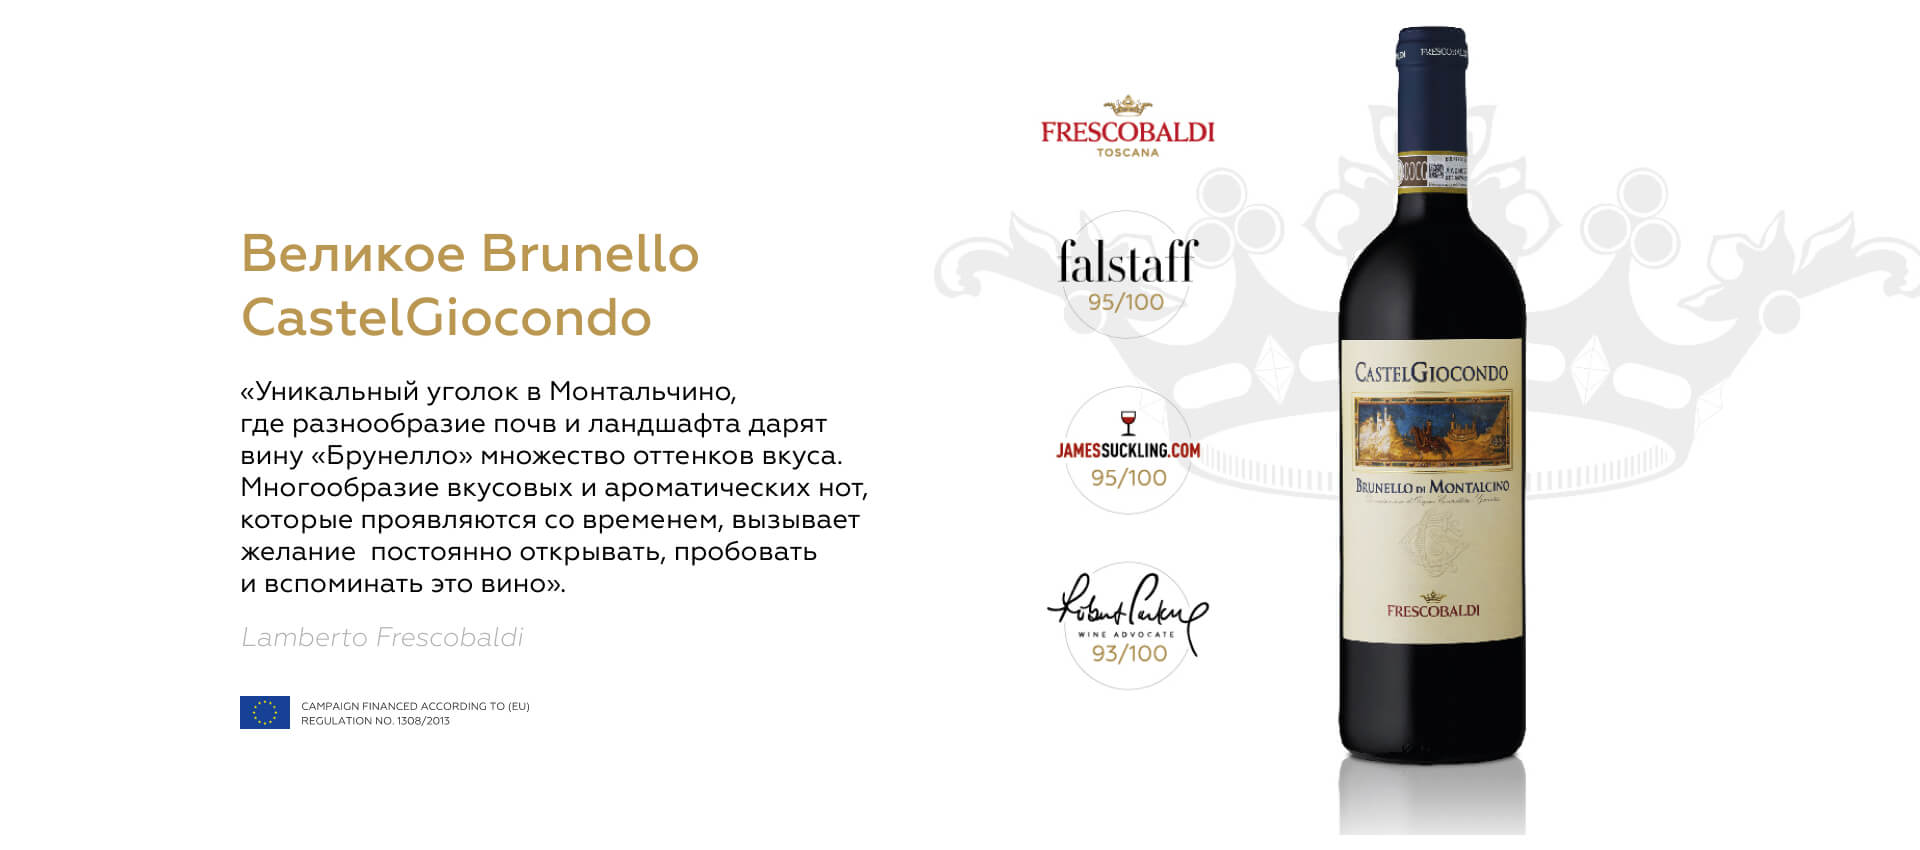 Великое Brunello
CastelGiocondo
«Уникальный уголок в Монтальчино,
где разнообразие почв и ландшафта дарят
вину «Брунелло» множество оттенков вкуса.
Многообразие вкусовых и ароматических нот,
которые проявляются со временем, вызывает
желание  постоянно открывать, пробовать
и вспоминать это вино».
Lamberto Frescobaldi
CAMPAIGN FINANCED ACCORDING TO (EU)
REGULATION NO. 1308/2013
FRESCOBALDI
TOSCANA
falstaff
95/100
JAMESSUCKLING.COM
95/100
Robert Parker
WINE ADVOCATE
93/100
FRESCOBALDI
CASTELGIOCONDO
BRUNELLO DI MONTALCINO
FRESCOBALDI